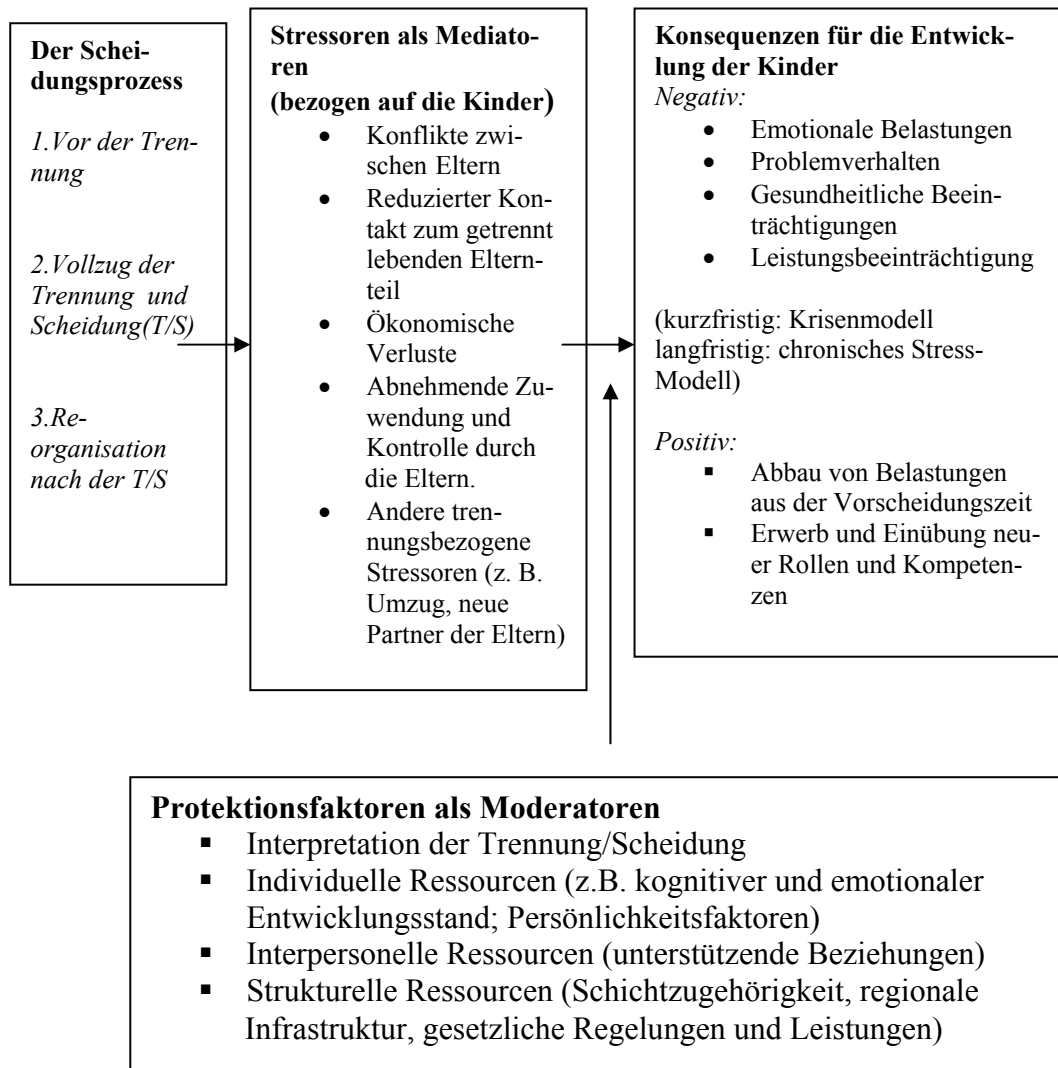 Der Schei-
dungsprozess
1.Vor der Tren-
nung
2.Vollzug der
Trennung und
Scheidung(T/S)
3.Re-
organisation
nach der T/S
Stressoren als Mediato-
ren
(bezogen auf die Kinder)
• Konflikte zwi-
schen Eltern
• Reduzierter Kon-
takt zum getrennt
lebenden Eltern-
teil
• Ökonomische
Verluste
• Abnehmende Zu-
wendung und
Kontrolle durch
die Eltern.
• Andere tren-
nungsbezogene
Stressoren (z. B.
Umzug, neue
Partner der Eltern)
Konsequenzen für die Entwick-
lung der Kinder
Negativ:
• Emotionale Belastungen
• Problemverhalten
• Gesundheitliche Beein-
trächtigungen
• Leistungsbeeinträchtigung
(kurzfristig: Krisenmodell
langfristig: chronisches Stress-
Modell)
Positiv:
▪ Abbau von Belastungen
aus der Vorscheidungszeit
▪ Erwerb und Einübung neu-
er Rollen und Kompeten-
zen
Protektionsfaktoren als Moderatoren
▪ Interpretation der Trennung/Scheidung
▪ Individuelle Ressourcen (z.B. kognitiver und emotionaler
Entwicklungsstand; Persönlichkeitsfaktoren)
▪ Interpersonelle Ressourcen (unterstützende Beziehungen)
▪ Strukturelle Ressourcen (Schichtzugehörigkeit, regionale
Infrastruktur, gesetzliche Regelungen und Leistungen)